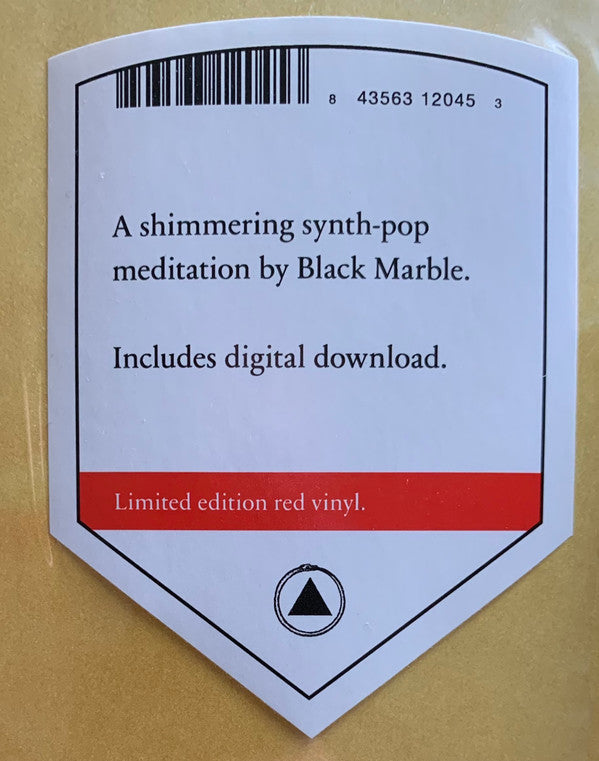 8 43563 12045 3
A shimmering synth-pop
meditation by Black Marble.
Includes digital download.
Limited edition red vinyl.